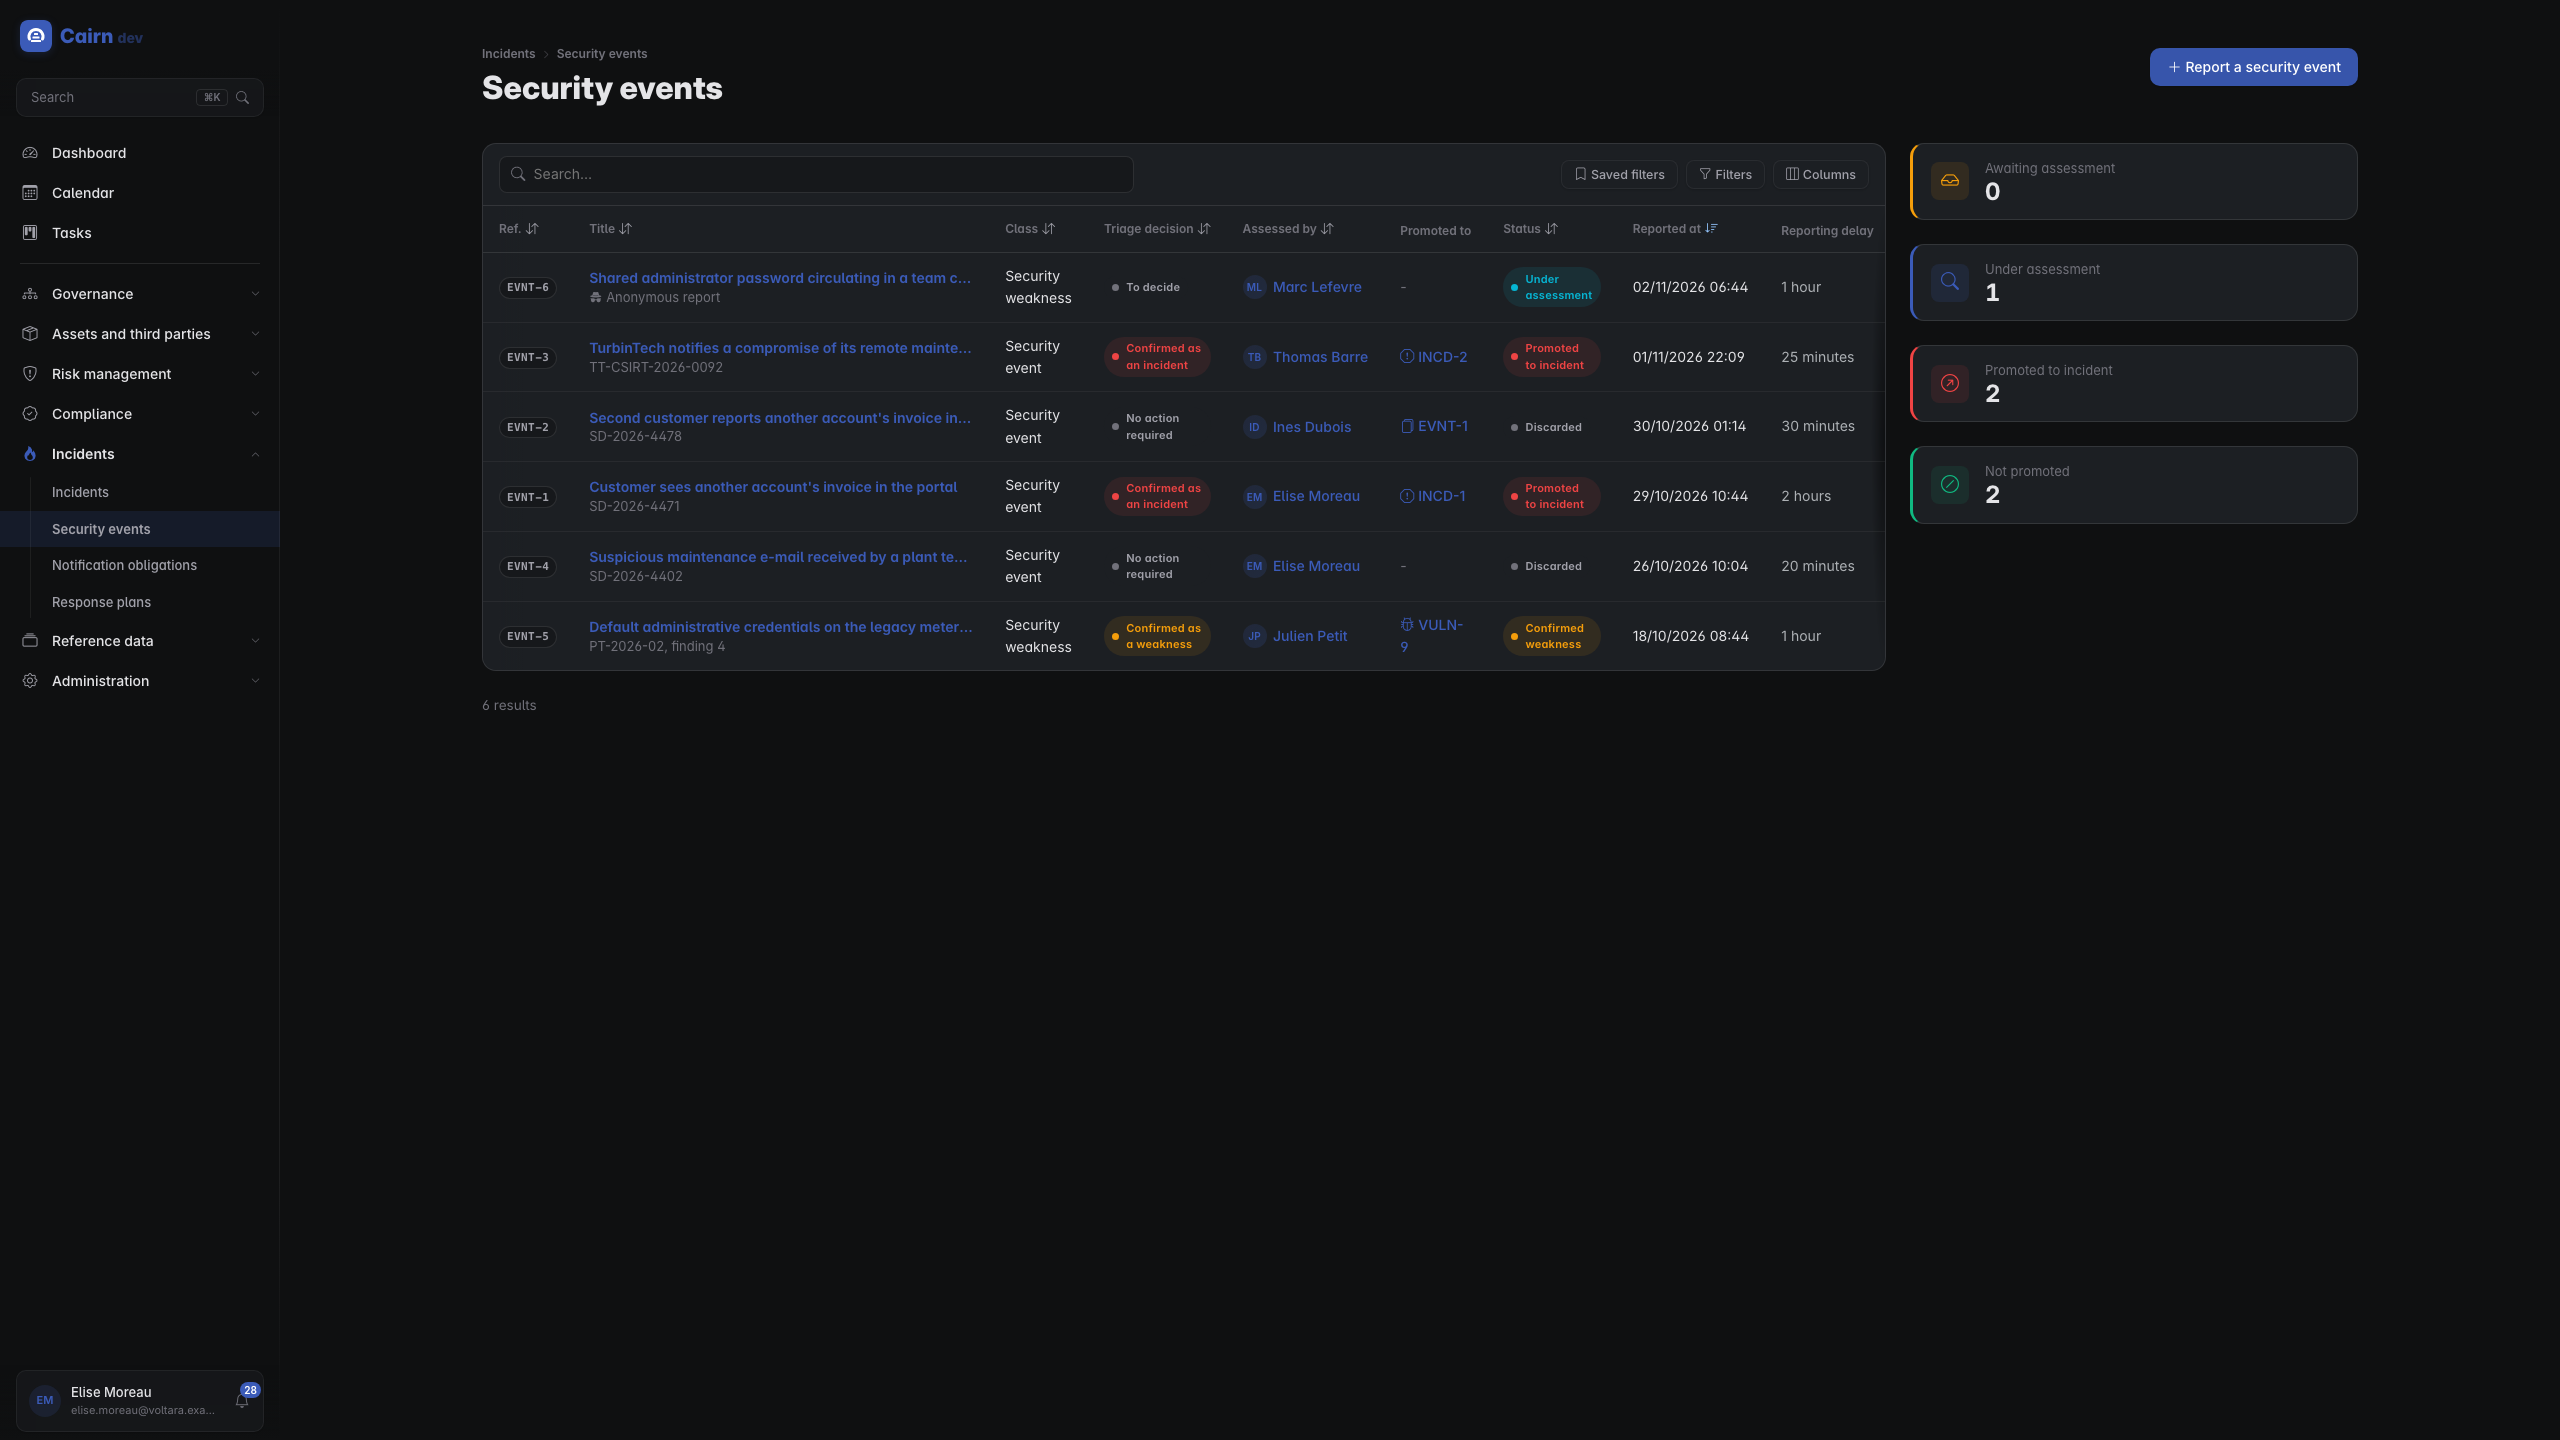 Cairn dev
Search ⌘K
Dashboard
Calendar
Tasks
Governance
Assets and third parties
Risk management
Compliance
Incidents
Incidents
Security events
Notification obligations
Response plans
Reference data
Administration
EM Elise Moreau 28
elise.moreau@voltara.exa...
Incidents > Security events
Security events
+ Report a security event
Search...
Saved filters
Filters
Columns
Ref. Title Class Triage decision Assessed by Promoted to Status Reported at Reporting delay
EVNT-6 Shared administrator password circulating in a team c... Security weakness To decide ML Marc Lefevre - Under assessment 02/11/2026 06:44 1 hour
Anonymous report
EVNT-3 TurbinTech notifies a compromise of its remote mainte... Security event Confirmed as an incident TB Thomas Barre INCD-2 Promoted to incident 01/11/2026 22:09 25 minutes
TT-CSIRT-2026-0092
EVNT-2 Second customer reports another account's invoice in... Security event No action required ID Ines Dubois EVNT-1 Discarded 30/10/2026 01:14 30 minutes
SD-2026-4478
EVNT-1 Customer sees another account's invoice in the portal Security event Confirmed as an incident EM Elise Moreau INCD-1 Promoted to incident 29/10/2026 10:44 2 hours
SD-2026-4471
EVNT-4 Suspicious maintenance e-mail received by a plant te... Security event No action required EM Elise Moreau - Discarded 26/10/2026 10:04 20 minutes
SD-2026-4402
EVNT-5 Default administrative credentials on the legacy meter... Security weakness Confirmed as a weakness JP Julien Petit VULN-9 Confirmed weakness 18/10/2026 08:44 1 hour
PT-2026-02, finding 4
6 results
Awaiting assessment
0
Under assessment
1
Promoted to incident
2
Not promoted
2